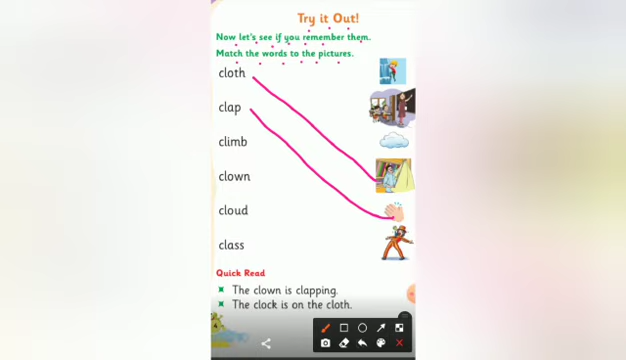 Try it Out!
Now let's see if you remember them.
Match the words to the pictures.
cloth
clap
climb
clown
cloud
class
Quick Read
The clown is clapping.
The clock is on the cloth.